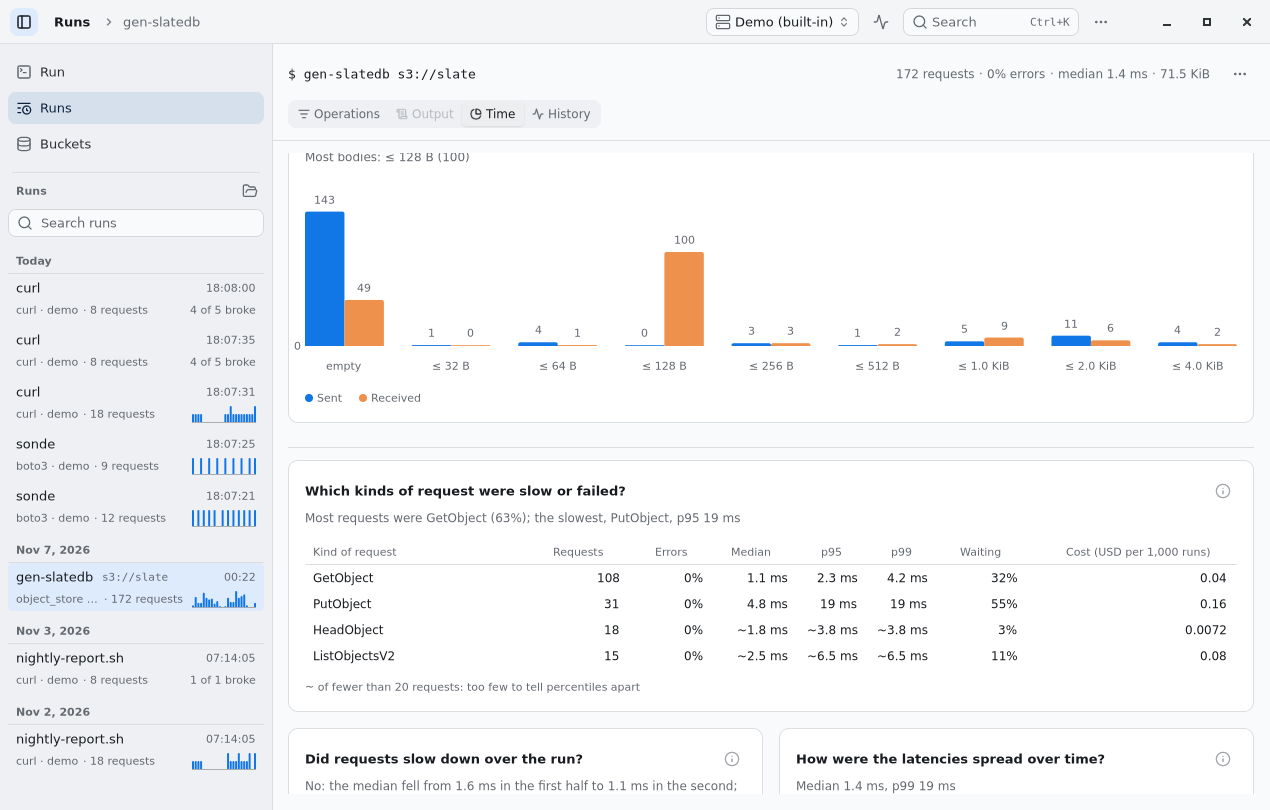 Runs > gen-slatedb
Demo (built-in)
Search Ctrl+K
Run
Runs
Buckets
Runs
Search runs
Today
curl 18:08:00
curl · demo · 8 requests 4 of 5 broke
curl 18:07:35
curl · demo · 8 requests 4 of 5 broke
curl 18:07:31
curl · demo · 18 requests
sonde 18:07:25
boto3 · demo · 9 requests
sonde 18:07:21
boto3 · demo · 12 requests
Nov 7, 2026
gen-slatedb s3://slate 00:22
object_store ... · 172 requests
Nov 3, 2026
nightly-report.sh 07:14:05
curl · demo · 8 requests 1 of 1 broke
Nov 2, 2026
nightly-report.sh 07:14:05
curl · demo · 18 requests
$ gen-slatedb s3://slate
172 requests · 0% errors · median 1.4 ms · 71.5 KiB
Operations Output Time History
Most bodies: ≤ 128 B (100)
143 49 1 0 4 1 0 100 3 3 1 2 5 9 11 6 4 2
0
empty ≤ 32 B ≤ 64 B ≤ 128 B ≤ 256 B ≤ 512 B ≤ 1.0 KiB ≤ 2.0 KiB ≤ 4.0 KiB
Sent Received
Which kinds of request were slow or failed?
Most requests were GetObject (63%); the slowest, PutObject, p95 19 ms
Kind of request Requests Errors Median p95 p99 Waiting Cost (USD per 1,000 runs)
GetObject 108 0% 1.1 ms 2.3 ms 4.2 ms 32% 0.04
PutObject 31 0% 4.8 ms 19 ms 19 ms 55% 0.16
HeadObject 18 0% ~1.8 ms ~3.8 ms ~3.8 ms 3% 0.0072
ListObjectsV2 15 0% ~2.5 ms ~6.5 ms ~6.5 ms 11% 0.08
~ of fewer than 20 requests: too few to tell percentiles apart
Did requests slow down over the run?
No: the median fell from 1.6 ms in the first half to 1.1 ms in the second;
How were the latencies spread over time?
Median 1.4 ms, p99 19 ms